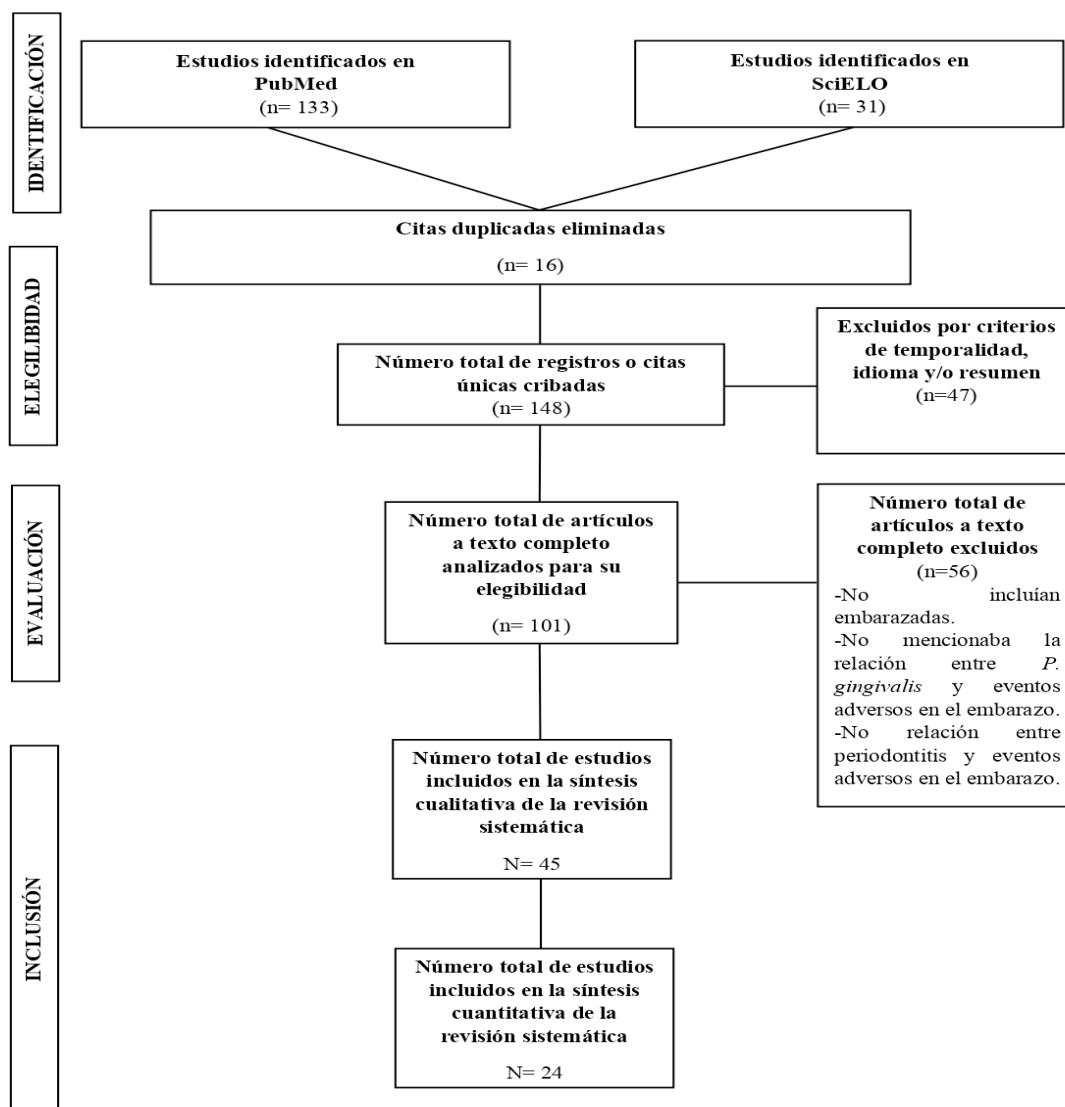 IDENTIFICACIÓN
Estudios identificados en
PubMed
(n= 133)
Estudios identificados en
SciELO
(n= 31)
Citas duplicadas eliminadas
(n= 16)
ELEGILIBIDAD
Número total de registros o citas
únicas cribadas
(n= 148)
Excluidos por criterios
de temporalidad,
idioma y/o resumen
(n=47)
EVALUACIÓN
Número total de artículos
a texto completo
analizados para su
elegibilidad
(n= 101)
Número total de
artículos a texto
completo excluidos
(n=56)
-No incluían
embarazadas.
-No mencionaba la
relación entre P.
gingivalis y eventos
adversos en el embarazo.
-No relación entre
periodontitis y eventos
adversos en el embarazo.
INCLUSIÓN
Número total de estudios
incluidos en la síntesis
cualitativa de la revisión
sistemática
N= 45
Número total de estudios
incluidos en la síntesis
cuantitativa de la
revisión sistemática
N= 24